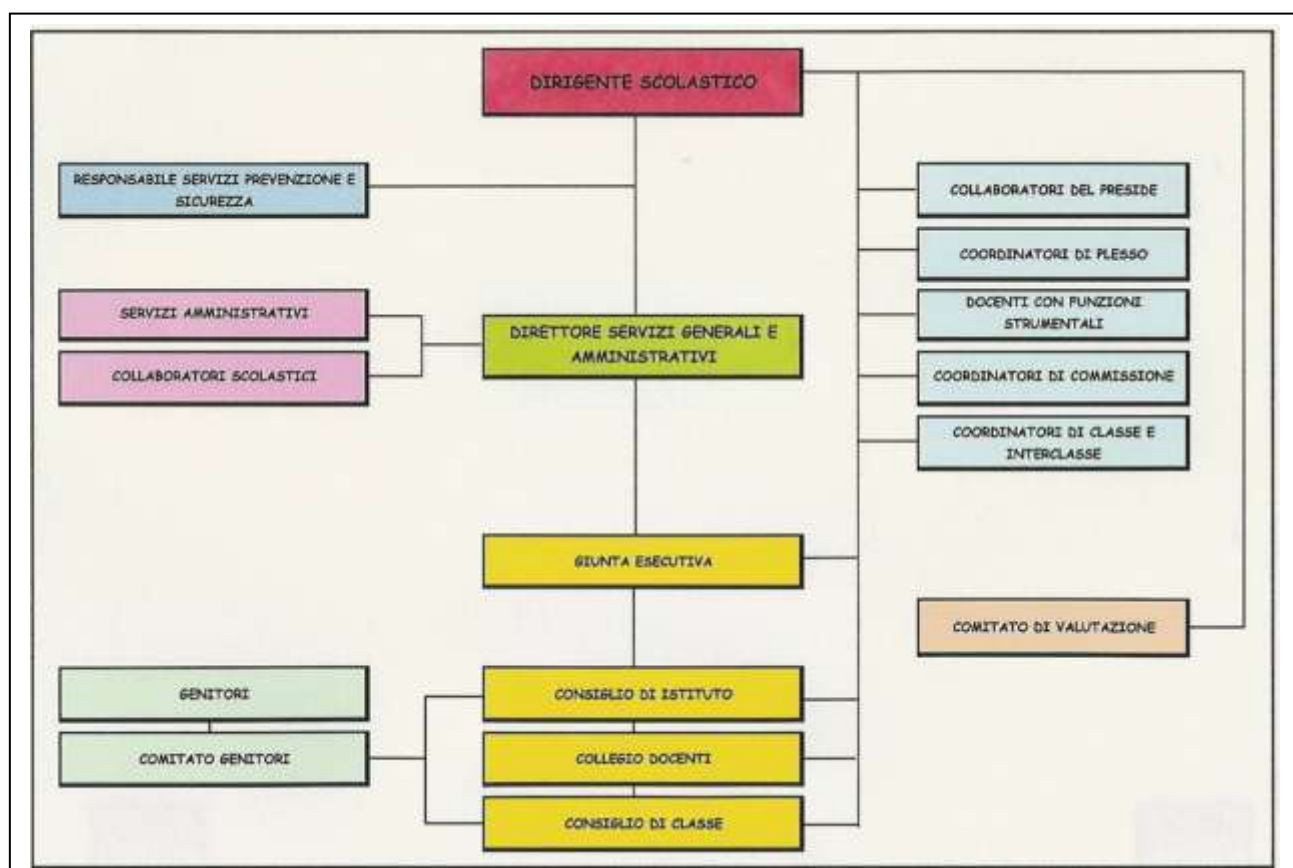 DIRIGENTE SCOLASTICO
RESPONSABILE SERVIZI PREVENZIONE E
SICUREZZA
COLLABORATORI DEL PRESIDE
COORDINATORI DI PLESSO
SERVIZI AMMINISTRATIVI
COLLABORATORI SCOLASTICI
DIRETTORE SERVIZI GENERALI E
AMMINISTRATIVI
DOCENTI CON FUNZIONI
STRUMENTALI
COORDINATORI DI COMMISSIONE
COORDINATORI DI CLASSE E
INTERCLASSE
GIUNTA ESECUTIVA
COMITATO DI VALUTAZIONE
GENITORI
COMITATO GENITORI
CONSIGLIO DI ISTITUTO
COLLEGIO DOCENTI
CONSIGLIO DI CLASSE